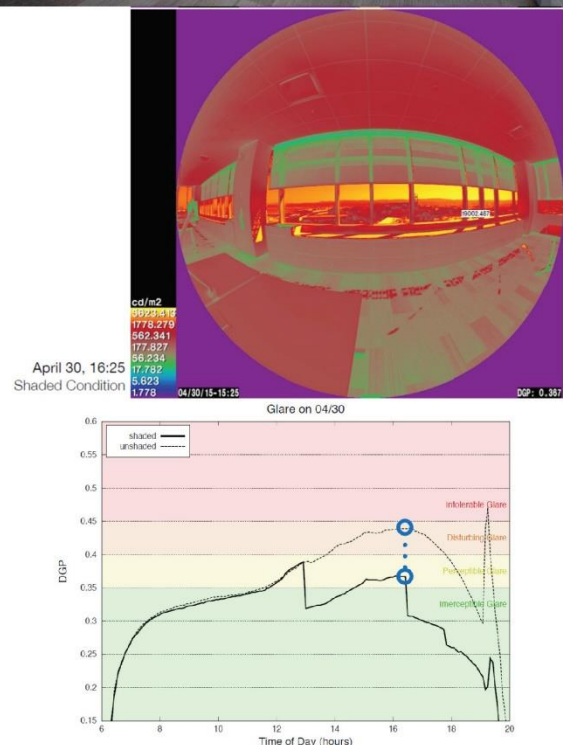 cd/m2
5623.413
1778.279
562.341
177.827
56.234
17.782
5.623
1.778
April 30, 16:25
Shaded Condition
04/30/15-15:25
DGP: 0.367
Glare on 04/30
shaded
unshaded
0.6
0.55
0.5
0.45
0.4
0.35
0.3
0.25
0.2
0.15
DGP
Intolerable Glare
Disturbing Glare
Perceptible Glare
Imerceptible Glare
6 8 10 12 14 16 18 20
Time of Day (hours)